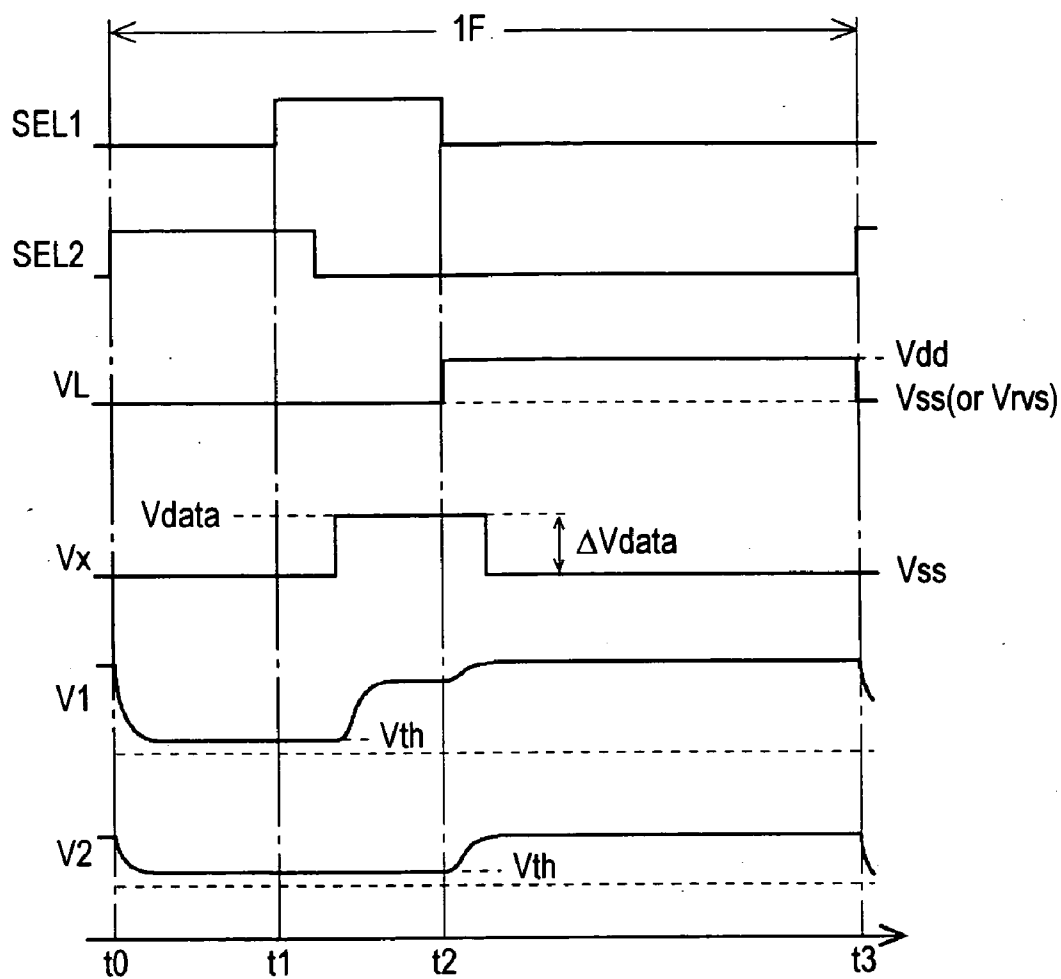 1F
SEL1
SEL2
VL
Vdd
Vss(or Vrvs)
Vdata
ΔVdata
Vx
Vss
V1
Vth
V2
Vth
t0 t1 t2 t3